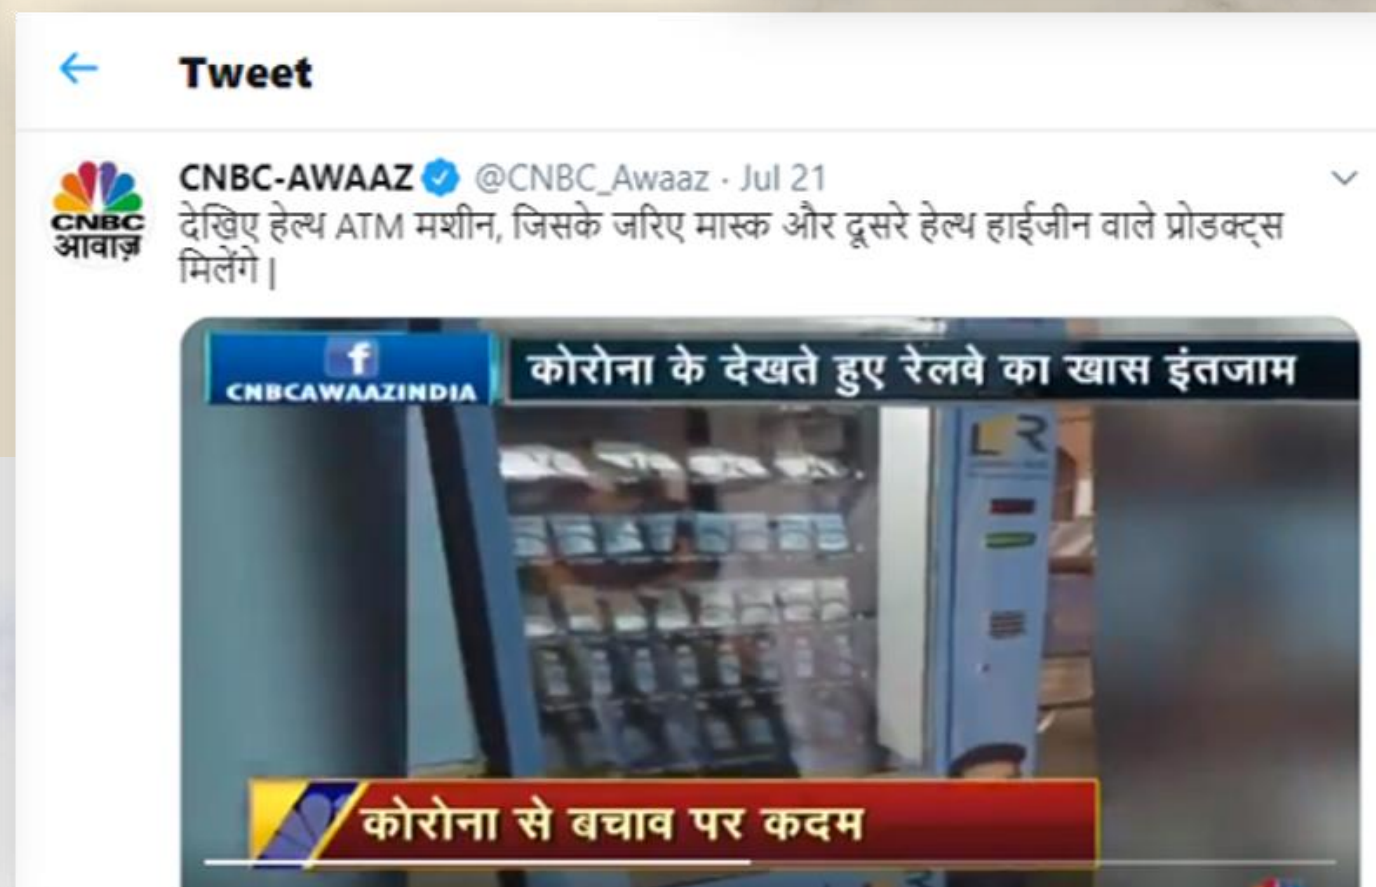 Tweet
CNBC-AWAAZ @CNBC_Awaaz · Jul 21
CNBC
आवाज़
देखिए हेल्थ ATM मशीन, जिसके जरिए मास्क और दूसरे हेल्थ हाईजीन वाले प्रोडक्ट्स
मिलेंगे |
f
CNBCAWAAZINDIA
कोरोना के देखते हुए रेलवे का खास इंतजाम
कोरोना से बचाव पर कदम